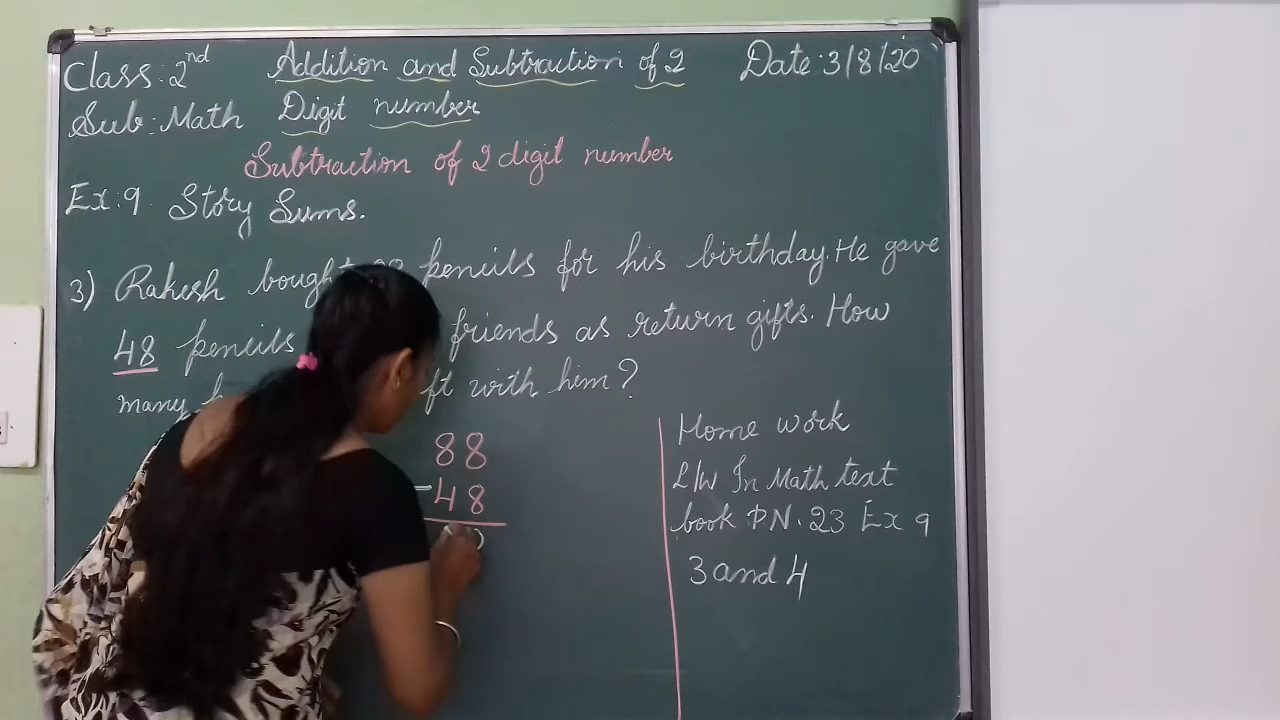 Class: 2nd Addition and Subtraction of 2 Date: 3/8/20
Sub: Math Digit number
Subtraction of 2 digit number
Ex: 9. Story Sums.
3) Rakesh bought pencils for his birthday. He gave
48 pencils friends as return gifts. How
many with him?
88
- 48
0
Home work
L/W In Math text
book P.N. 23 Ex 9
3 and 4